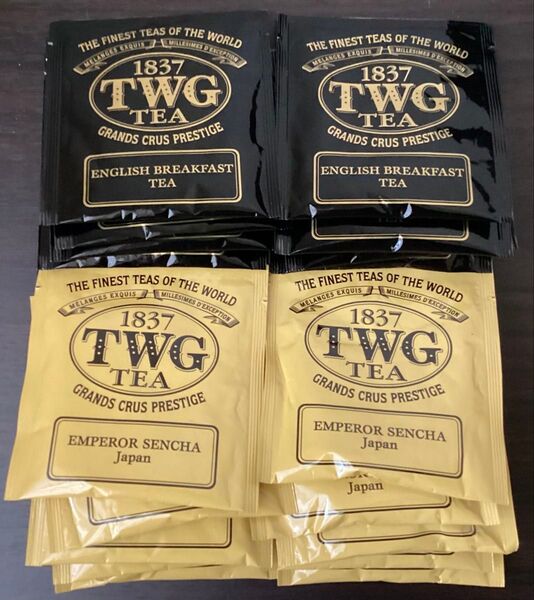 THE FINEST TEAS OF THE WORLD
MÉLANGES EXQUIS MILLÉSIMES D'EXCEPTION
1837
TWG
TEA
GRANDS CRUS PRESTIGE
ENGLISH BREAKFAST
TEA
THE FINEST TEAS OF THE WORLD
MÉLANGES EXQUIS MILLÉSIMES D'EXCEPTION
1837
TWG
TEA
GRANDS CRUS PRESTIGE
ENGLISH BREAKFAST
TEA
THE FINEST TEAS OF THE WORLD
MÉLANGES EXQUIS MILLÉSIMES D'EXCEPTION
1837
TWG
TEA
GRANDS CRUS PRESTIGE
EMPEROR SENCHA
Japan
THE FINEST TEAS OF THE WORLD
MÉLANGES EXQUIS MILLÉSIMES D'EXCEPTION
1837
TWG
TEA
GRANDS CRUS PRESTIGE
EMPEROR SENCHA
Japan
Japan